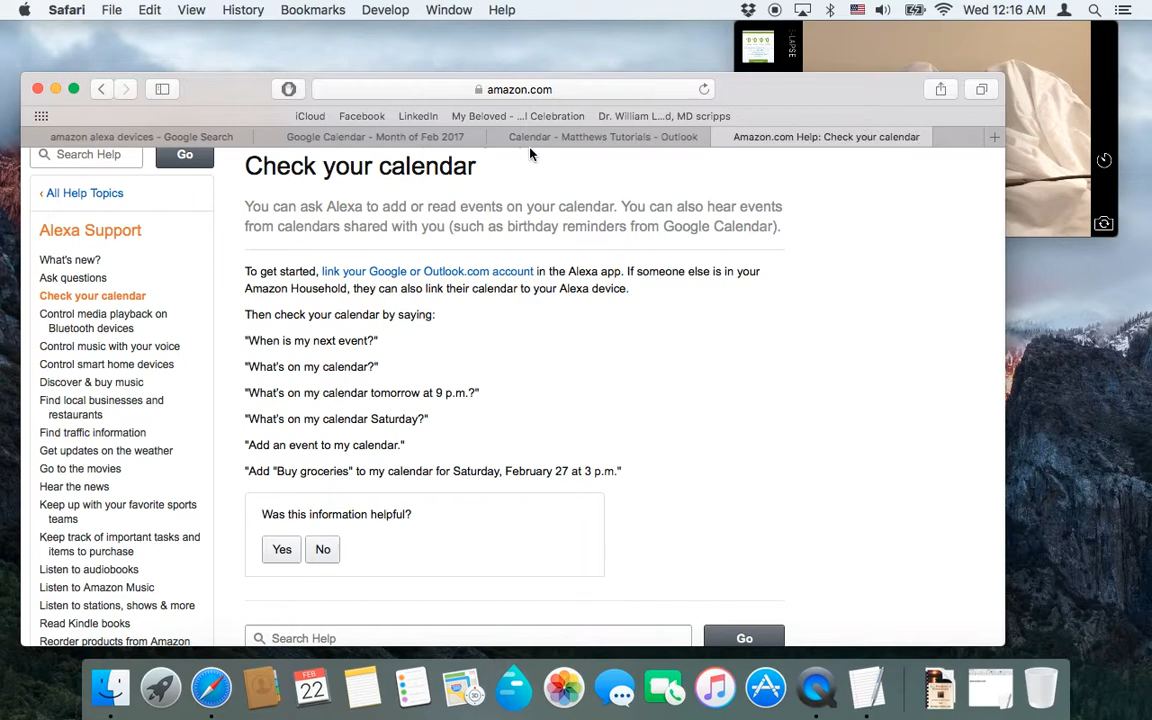 Safari File Edit View History Bookmarks Develop Window Help
Wed 12:16 AM
amazon.com
iCloud Facebook LinkedIn My Beloved - ...l Celebration Dr. William L...d, MD scripps
amazon alexa devices - Google Search Google Calendar - Month of Feb 2017 Calendar - Matthews Tutorials - Outlook Amazon.com Help: Check your calendar
Search Help Go
‹ All Help Topics
Alexa Support
What's new?
Ask questions
Check your calendar
Control media playback on
Bluetooth devices
Control music with your voice
Control smart home devices
Discover & buy music
Find local businesses and
restaurants
Find traffic information
Get updates on the weather
Go to the movies
Hear the news
Keep up with your favorite sports
teams
Keep track of important tasks and
items to purchase
Listen to audiobooks
Listen to Amazon Music
Listen to stations, shows & more
Read Kindle books
Reorder products from Amazon
Check your calendar
You can ask Alexa to add or read events on your calendar. You can also hear events
from calendars shared with you (such as birthday reminders from Google Calendar).
To get started, link your Google or Outlook.com account in the Alexa app. If someone else is in your
Amazon Household, they can also link their calendar to your Alexa device.
Then check your calendar by saying:
"When is my next event?"
"What's on my calendar?"
"What's on my calendar tomorrow at 9 p.m.?"
"What's on my calendar Saturday?"
"Add an event to my calendar."
"Add "Buy groceries" to my calendar for Saturday, February 27 at 3 p.m."
Was this information helpful?
Yes No
Search Help Go
FEB
22